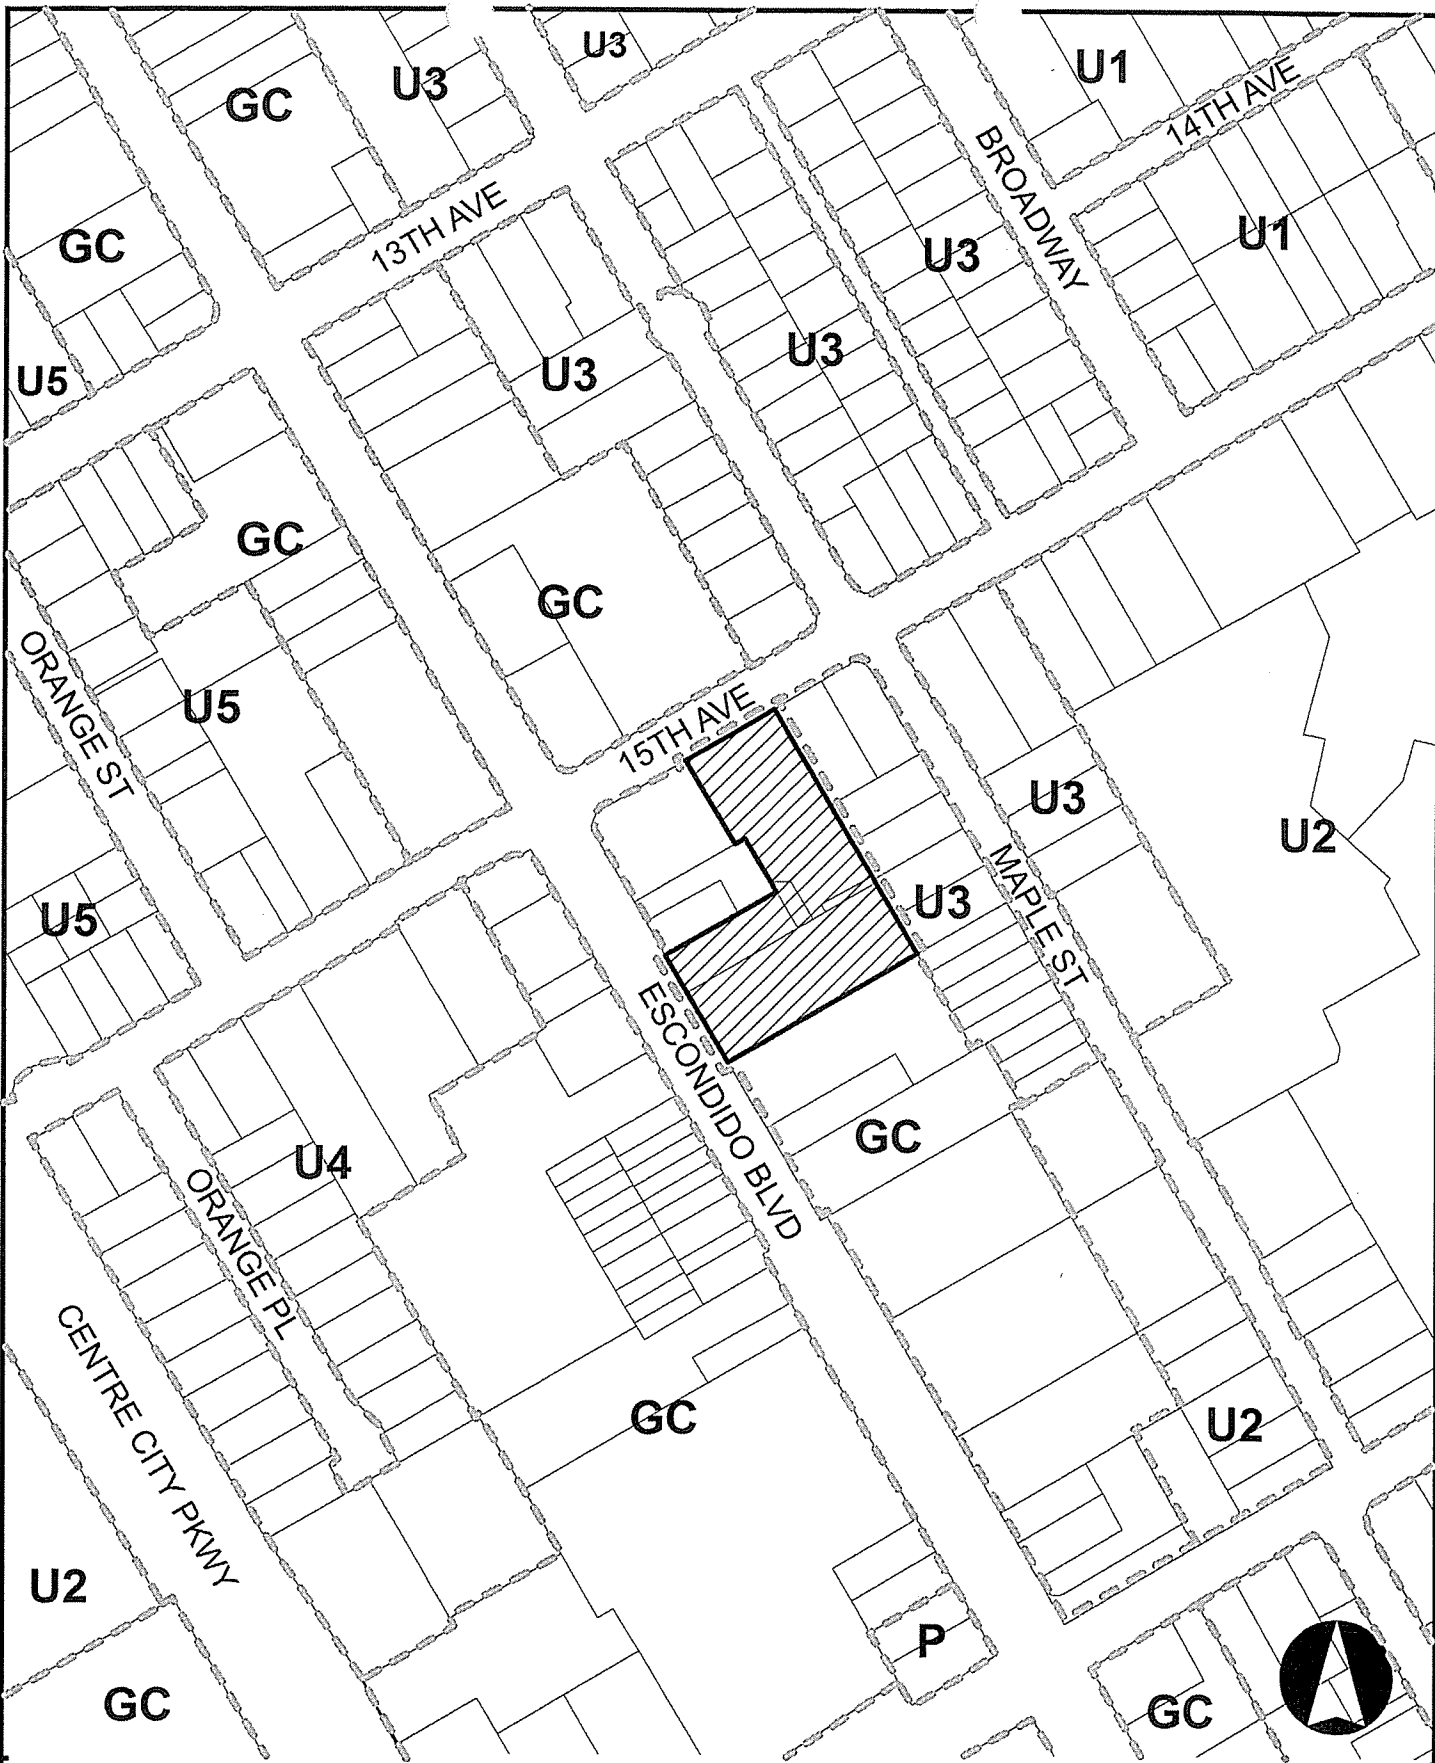 U3
U3
U1
GC
14TH AVE
BROADWAY
13TH AVE
GC
U3
U1
U5
U3
U3
GC
GC
ORANGE ST
U5
15TH AVE
U3
U2
U5
U3
MAPLE ST
ESCONDIDO BLVD
GC
U4
ORANGE PL
CENTRE CITY PKWY
GC
U2
U2
P
GC
GC